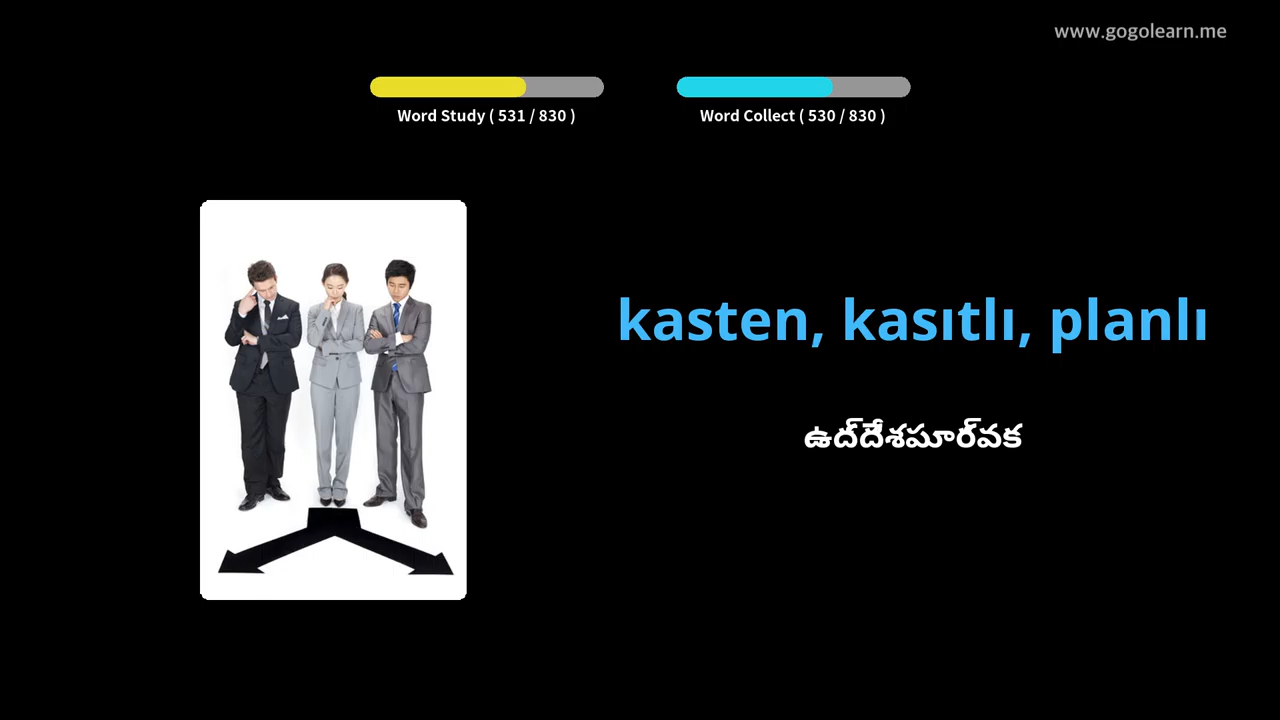 www.gogolearn.me
Word Study ( 531 / 830 )
Word Collect ( 530 / 830 )
kasten, kasıtlı, planlı
ఉద్‌దేశపూర్‌వక